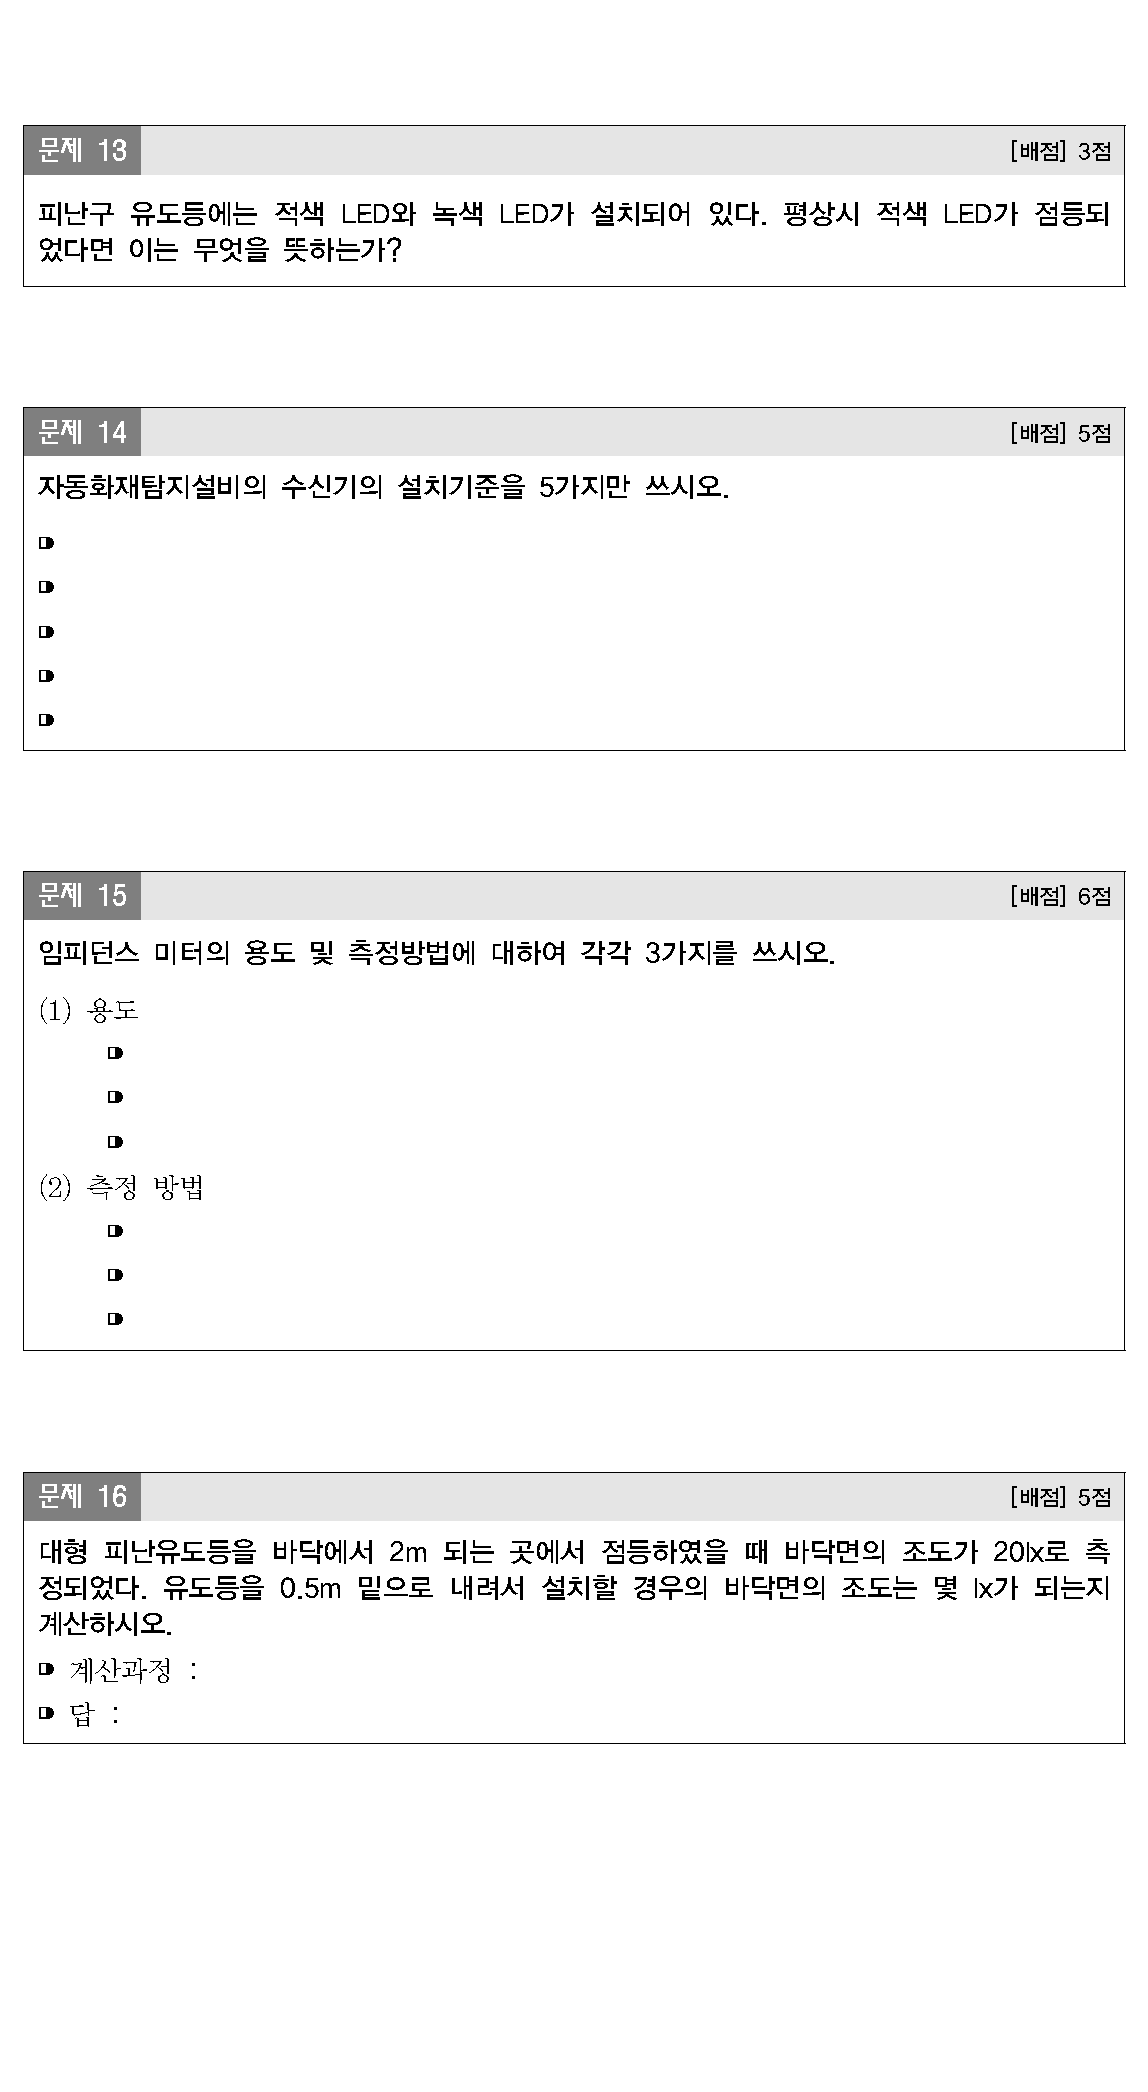 문제 13
[배점] 3점
피난구 유도등에는 적색 LED와 녹색 LED가 설치되어 있다. 평상시 적색 LED가 점등되
었다면 이는 무엇을 뜻하는가?
문제 14
[배점] 5점
자동화재탐지설비의 수신기의 설치기준을 5가지만 쓰시오.
문제 15
[배점] 6점
임피던스 미터의 용도 및 측정방법에 대하여 각각 3가지를 쓰시오.
(1) 용도
(2) 측정 방법
문제 16
[배점] 5점
대형 피난유도등을 바닥에서 2m 되는 곳에서 점등하였을 때 바닥면의 조도가 20lx로 측
정되었다. 유도등을 0.5m 밑으로 내려서 설치할 경우의 바닥면의 조도는 몇 lx가 되는지
계산하시오.
계산과정 :
답 :